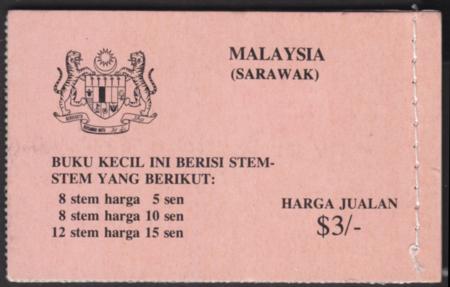 MALAYSIA
(SARAWAK)
BUKU KECIL INI BERISI STEM-
STEM YANG BERIKUT:
8 stem harga 5 sen
8 stem harga 10 sen
12 stem harga 15 sen
HARGA JUALAN
$3/-